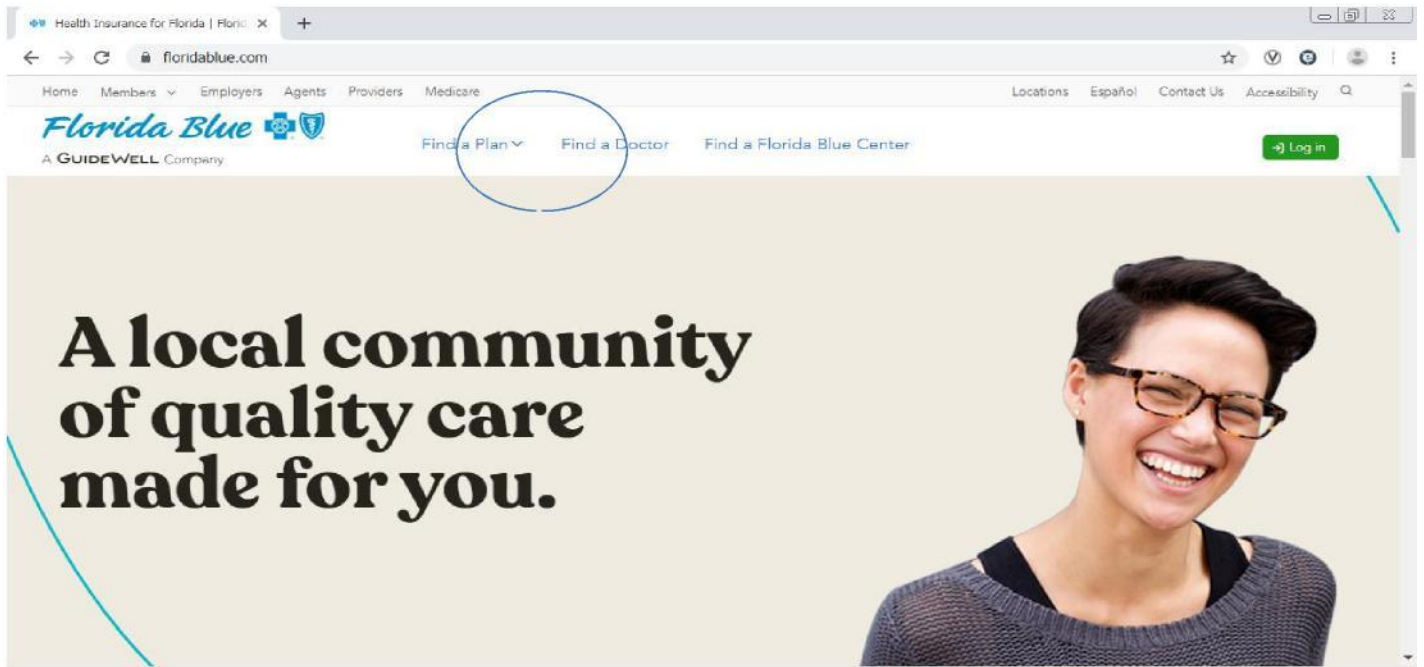 Health Insurance for Florida | Florid
floridablue.com
Home Members Employers Agents Providers Medicare Locations Español Contact Us Accessibility
Florida Blue
A GUIDEWELL Company
Find a Plan Find a Doctor Find a Florida Blue Center
Log in
A local community
of quality care
made for you.